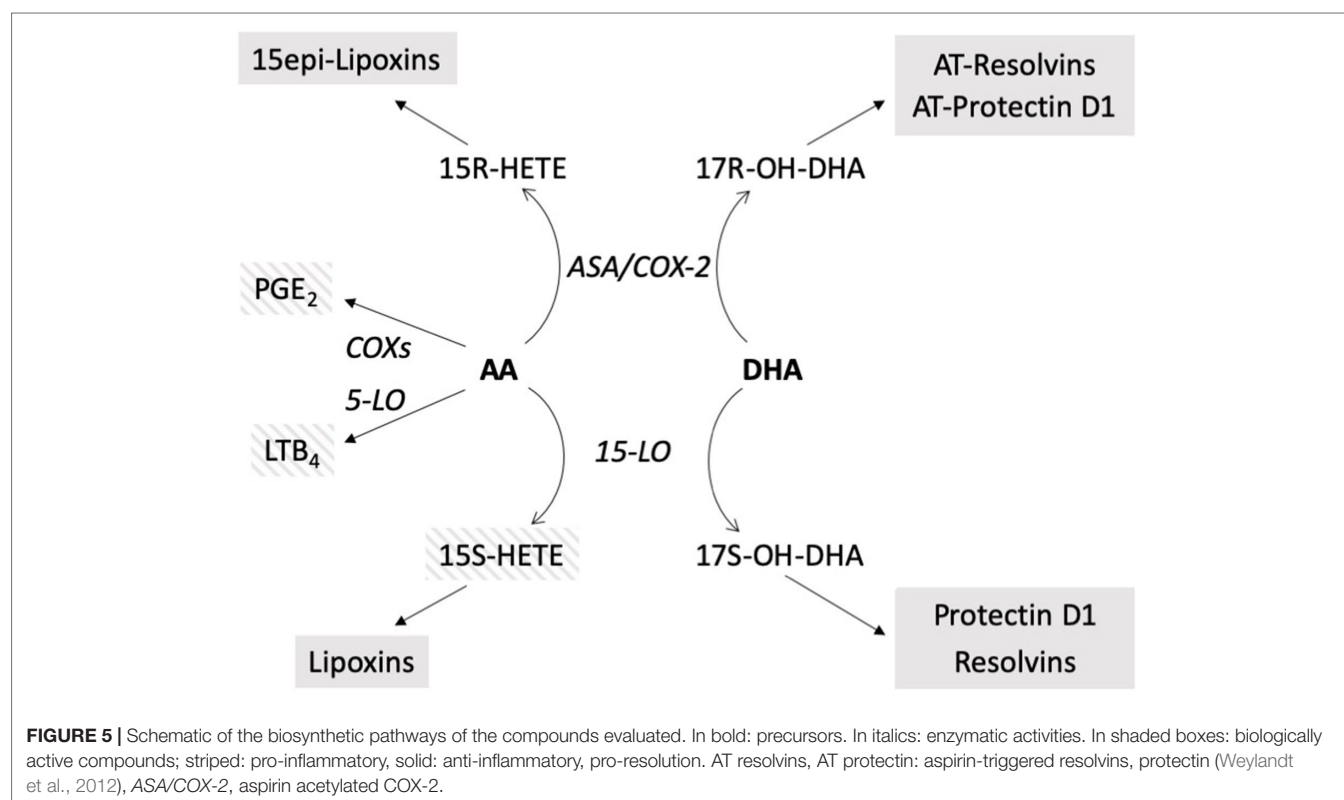 15epi-Lipoxins
AT-Resolvins
AT-Protectin D1
15R-HETE
17R-OH-DHA
ASA/COX-2
PGE₂
COXs
AA
DHA
5-LO
LTB₄
15-LO
15S-HETE
17S-OH-DHA
Protectin D1
Lipoxins
Resolvins
FIGURE 5 | Schematic of the biosynthetic pathways of the compounds evaluated. In bold: precursors. In italics: enzymatic activities. In shaded boxes: biologically
active compounds; striped: pro-inflammatory, solid: anti-inflammatory, pro-resolution. AT resolvins, AT protectin: aspirin-triggered resolvins, protectin (Weylandt
et al., 2012), ASA/COX-2, aspirin acetylated COX-2.